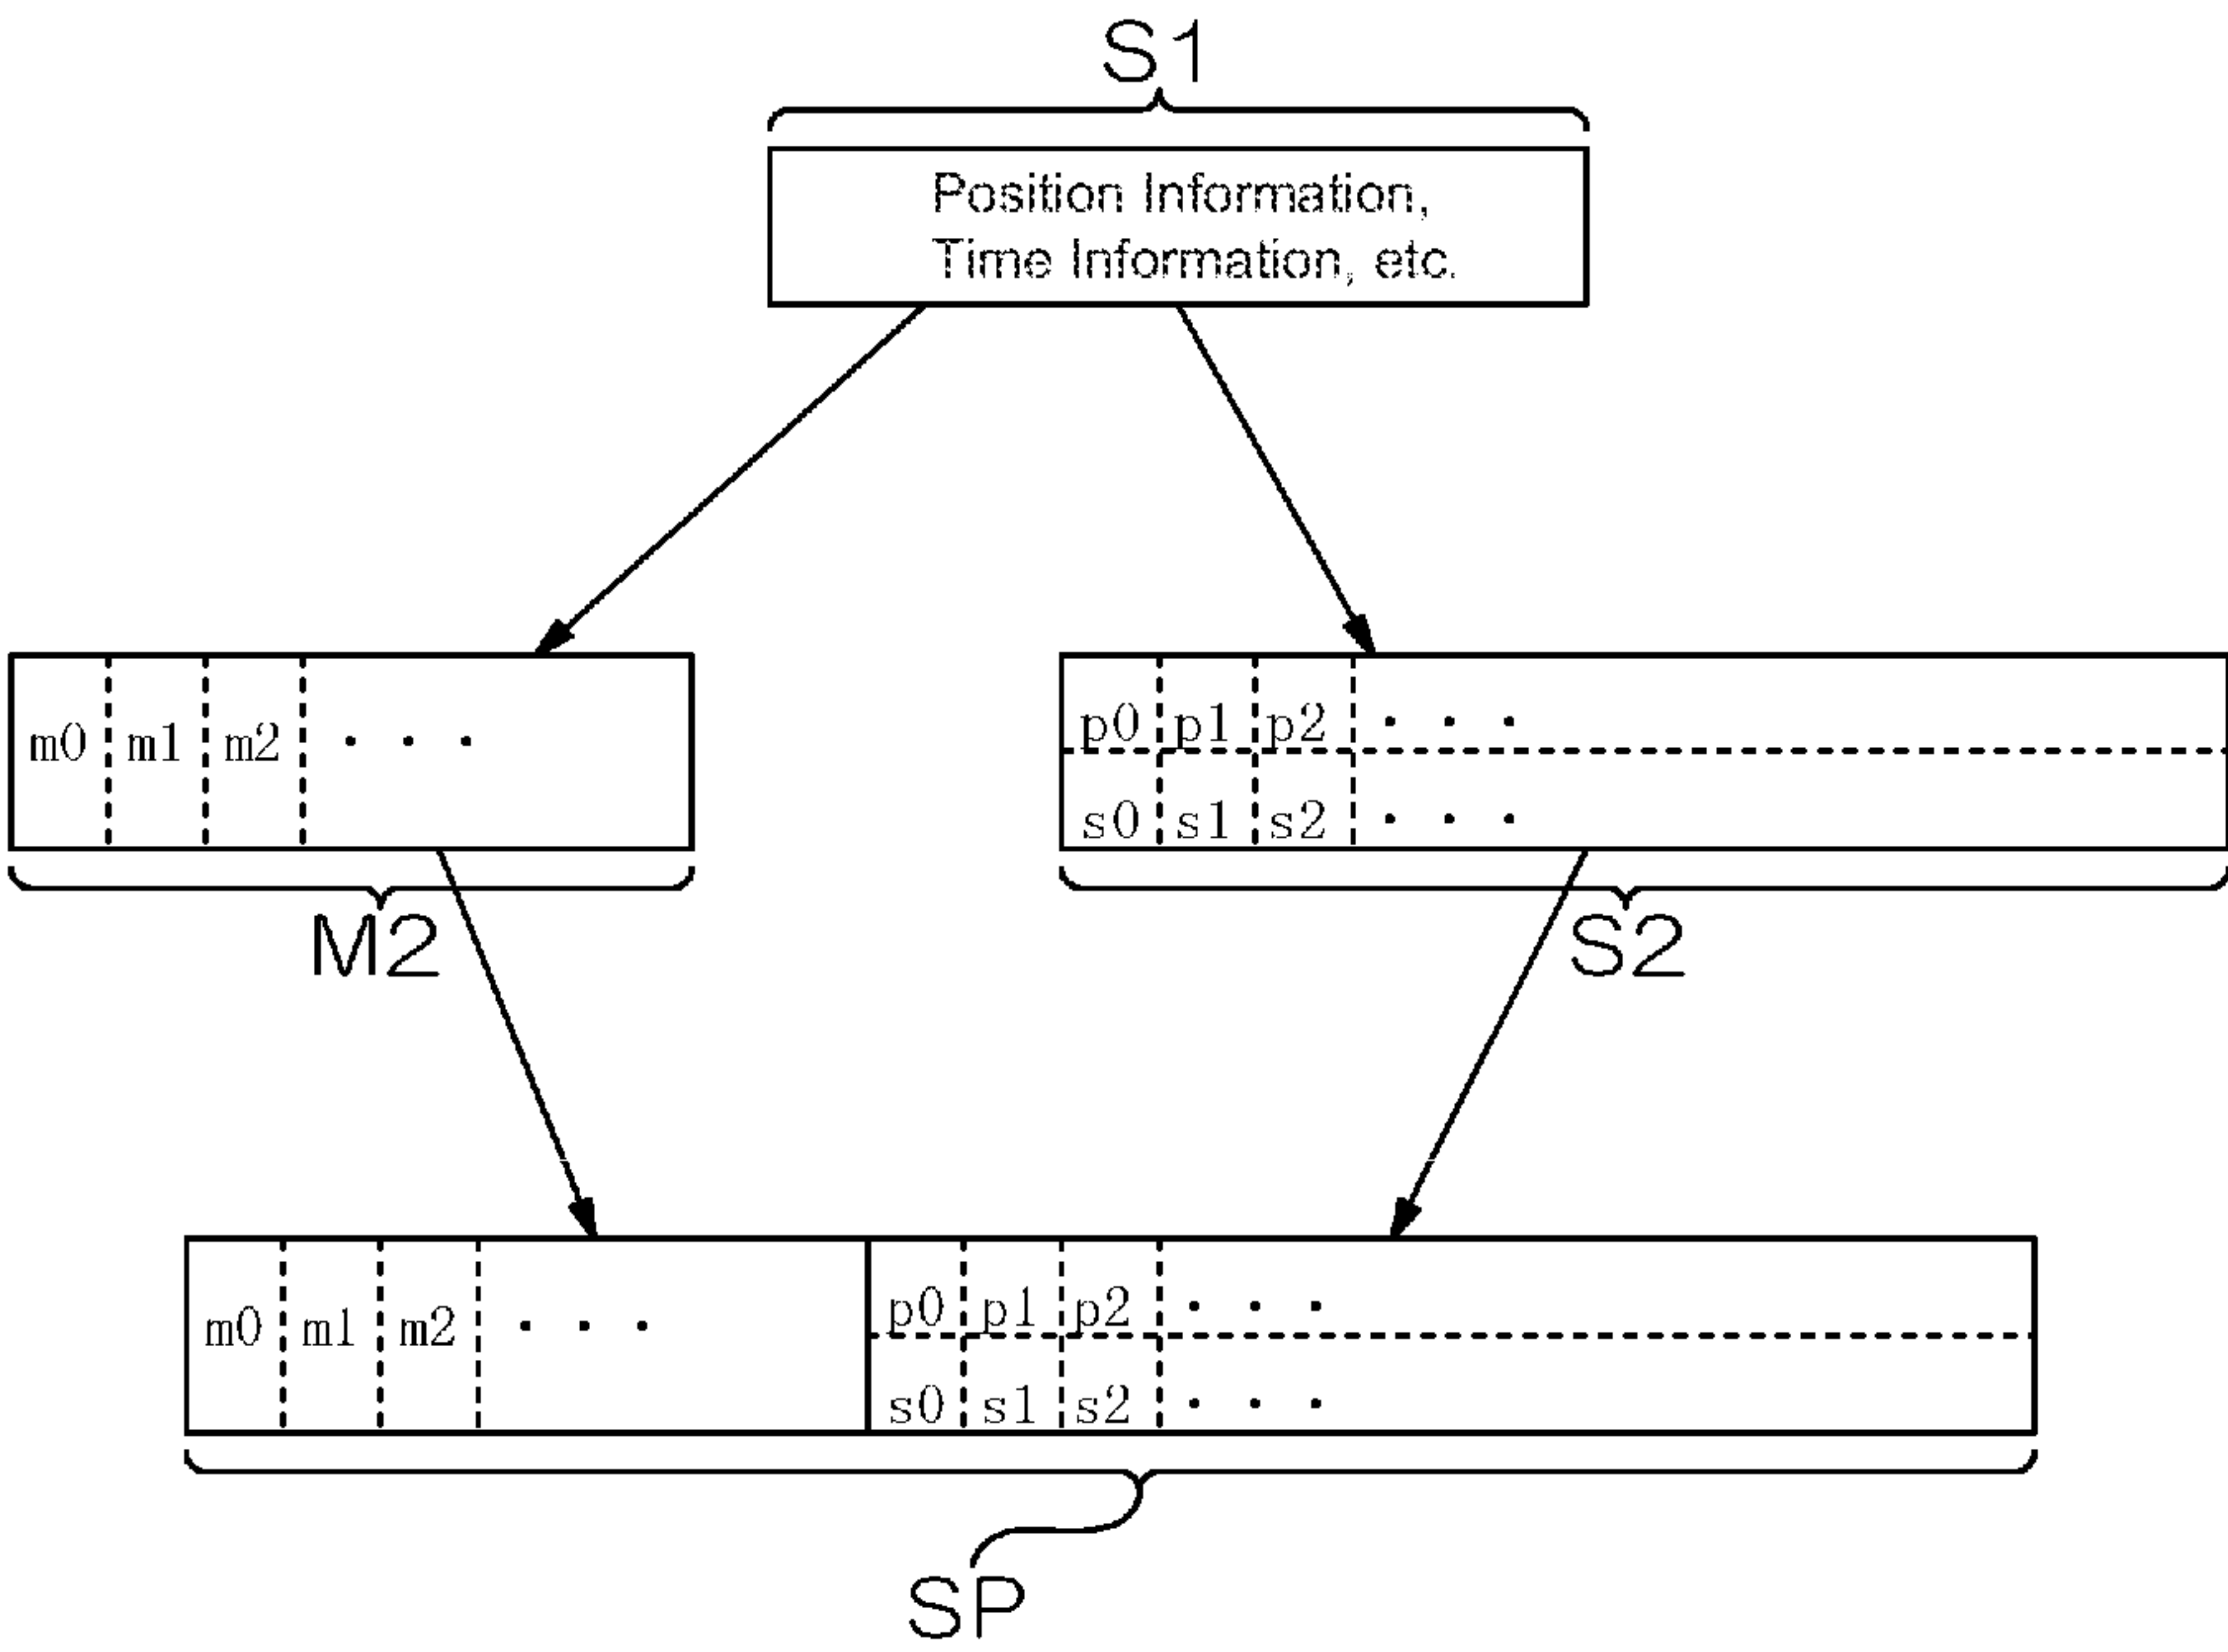 S1
Position Information,
Time Information, etc.
m0 m1 m2 . . .
p0 p1 p2 . . .
s0 s1 s2 . . .
M2
S2
m0 m1 m2 . . .
p0 p1 p2 . . .
s0 s1 s2 . . .
SP